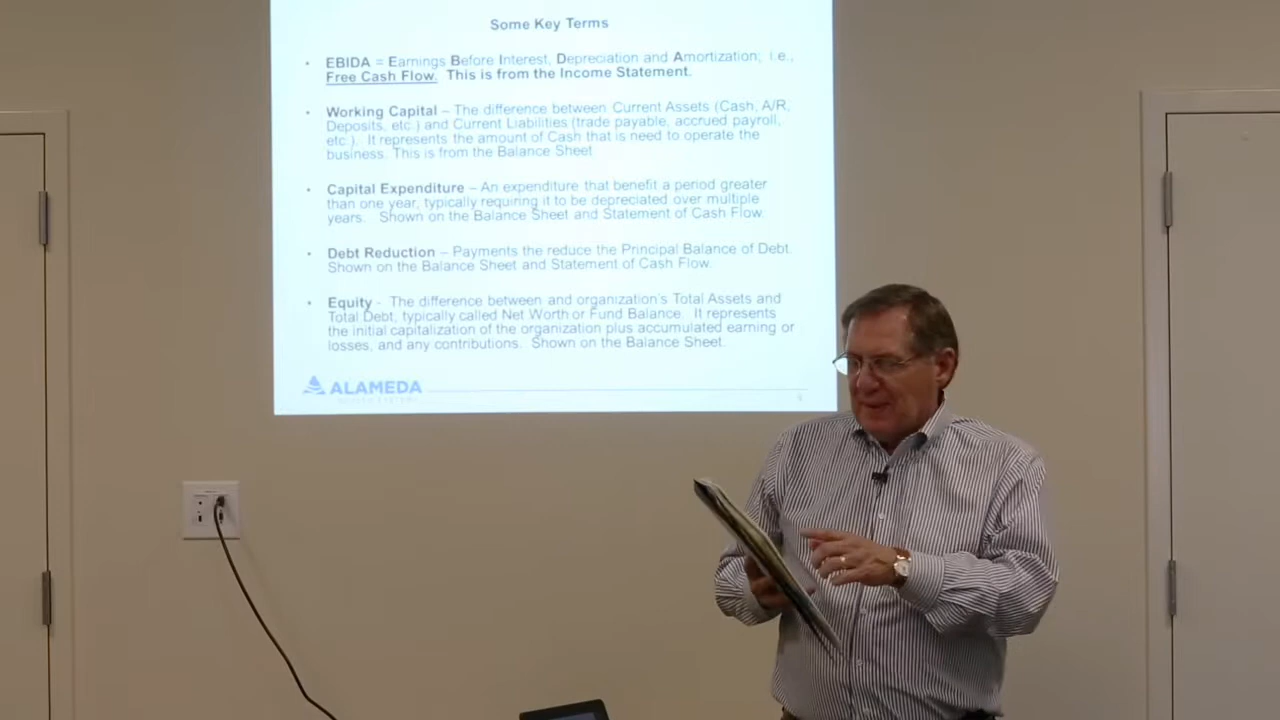 Some Key Terms
• EBIDA = Earnings Before Interest, Depreciation and Amortization; i.e.,
Free Cash Flow. This is from the Income Statement.
• Working Capital – The difference between Current Assets (Cash, A/R,
Deposits, etc.) and Current Liabilities (trade payable, accrued payroll,
etc.). It represents the amount of Cash that is need to operate the
business. This is from the Balance Sheet
• Capital Expenditure – An expenditure that benefit a period greater
than one year, typically requiring it to be depreciated over multiple
years. Shown on the Balance Sheet and Statement of Cash Flow.
• Debt Reduction – Payments the reduce the Principal Balance of Debt.
Shown on the Balance Sheet and Statement of Cash Flow.
• Equity - The difference between and organization's Total Assets and
Total Debt, typically called Net Worth or Fund Balance. It represents
the initial capitalization of the organization plus accumulated earning or
losses, and any contributions. Shown on the Balance Sheet.
ALAMEDA